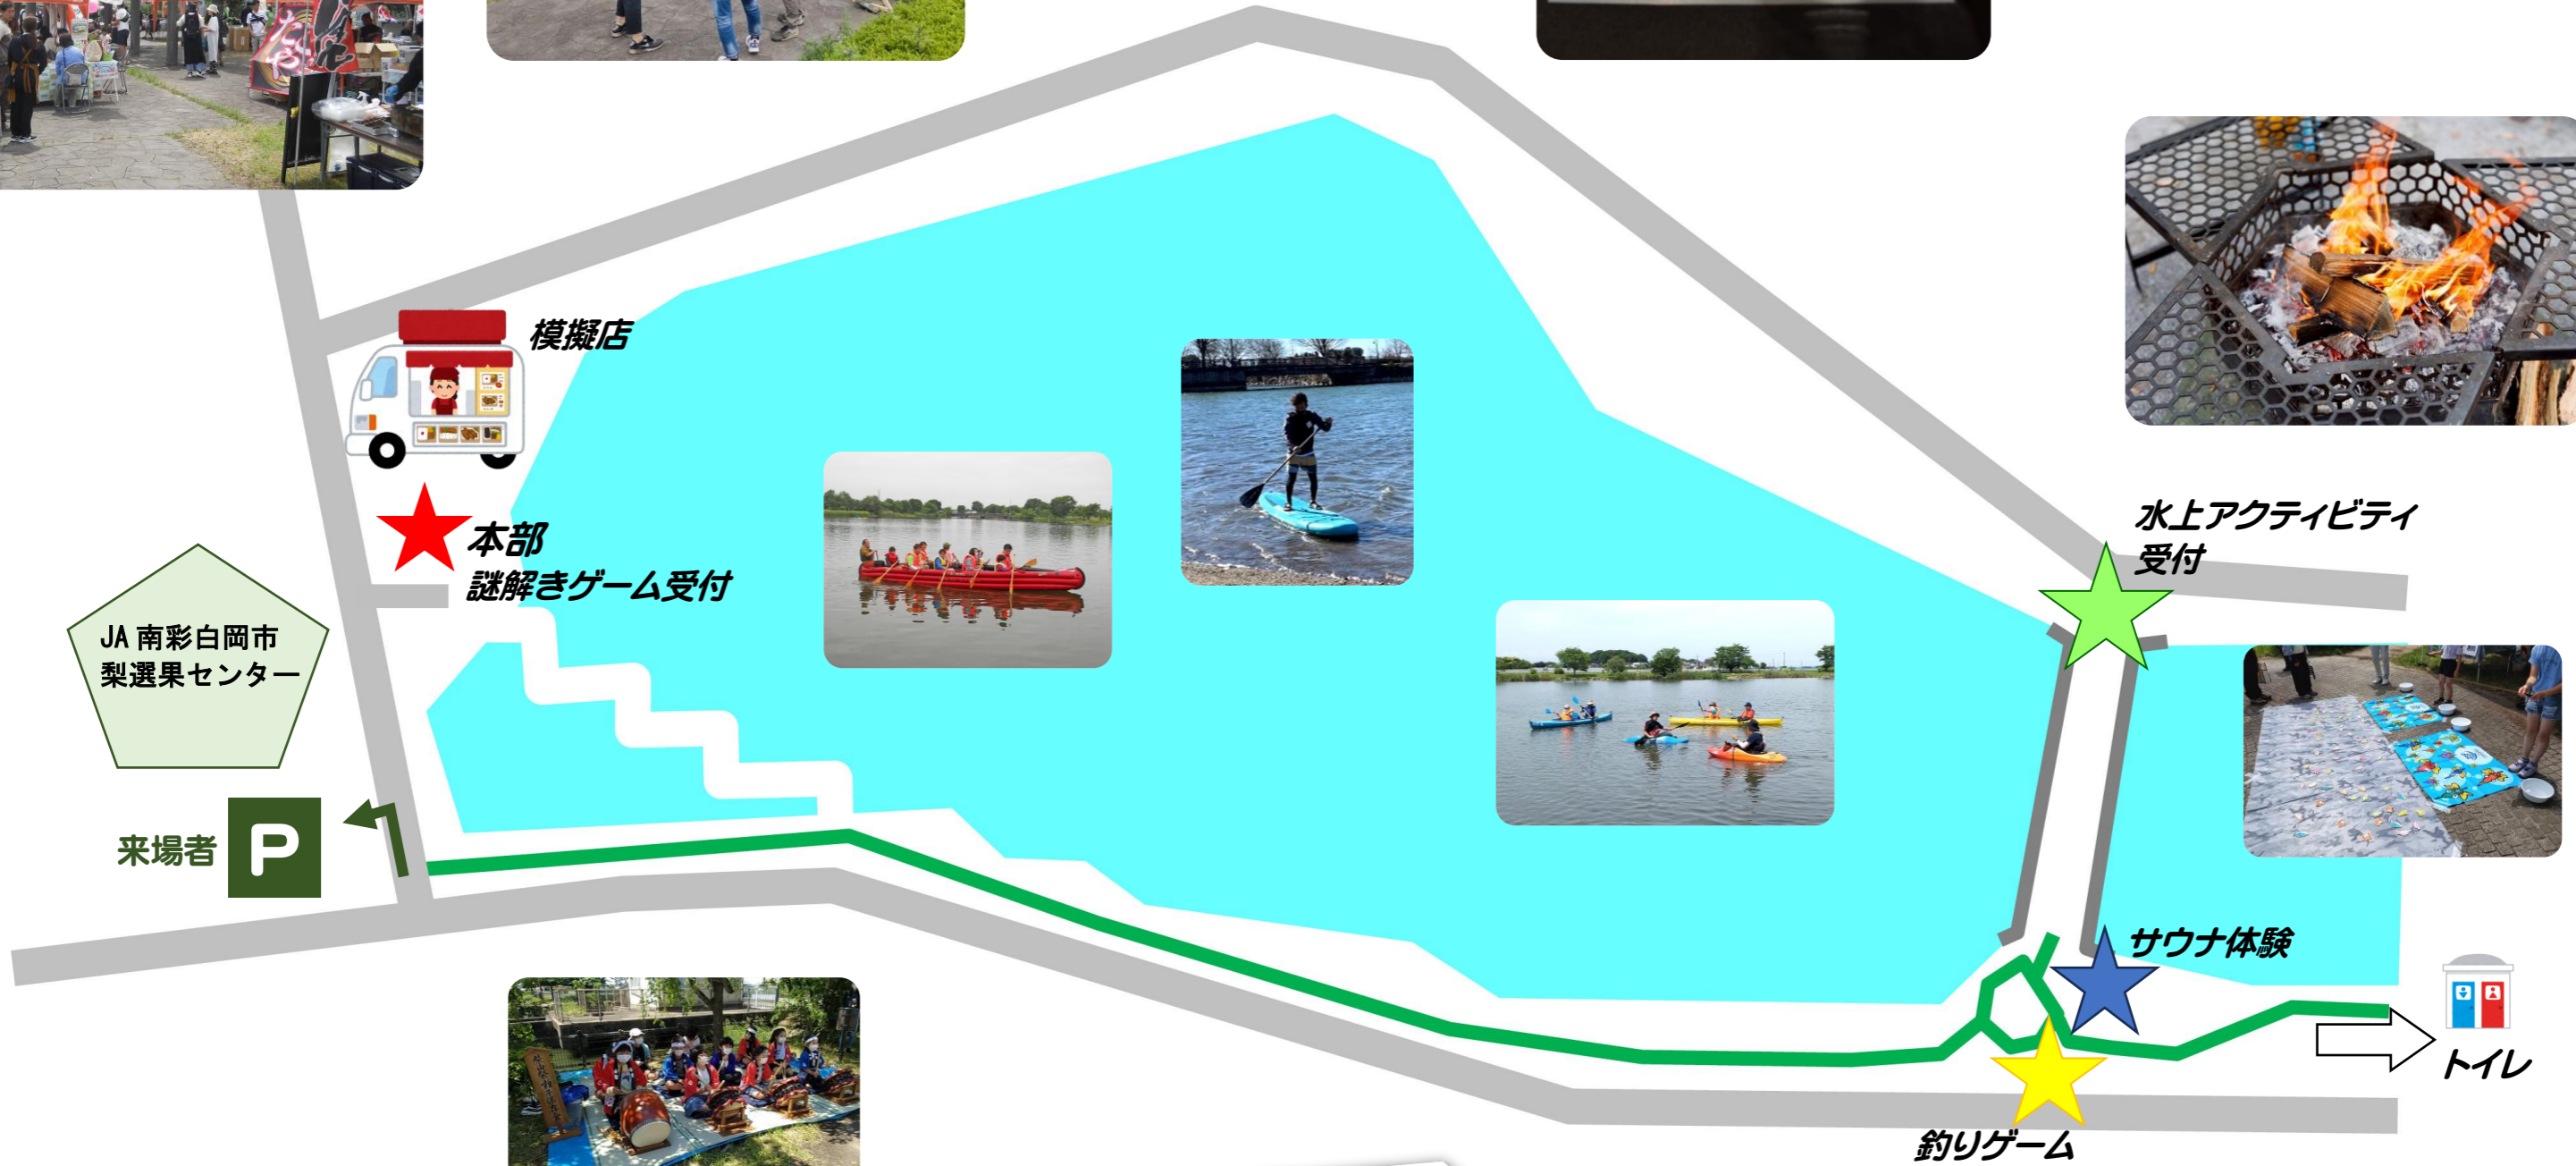 模擬店
本部
謎解きゲーム受付
水上アクティビティ
受付
JA 南彩白岡市
梨選果センター
来場者 P
サウナ体験
トイレ
釣りゲーム